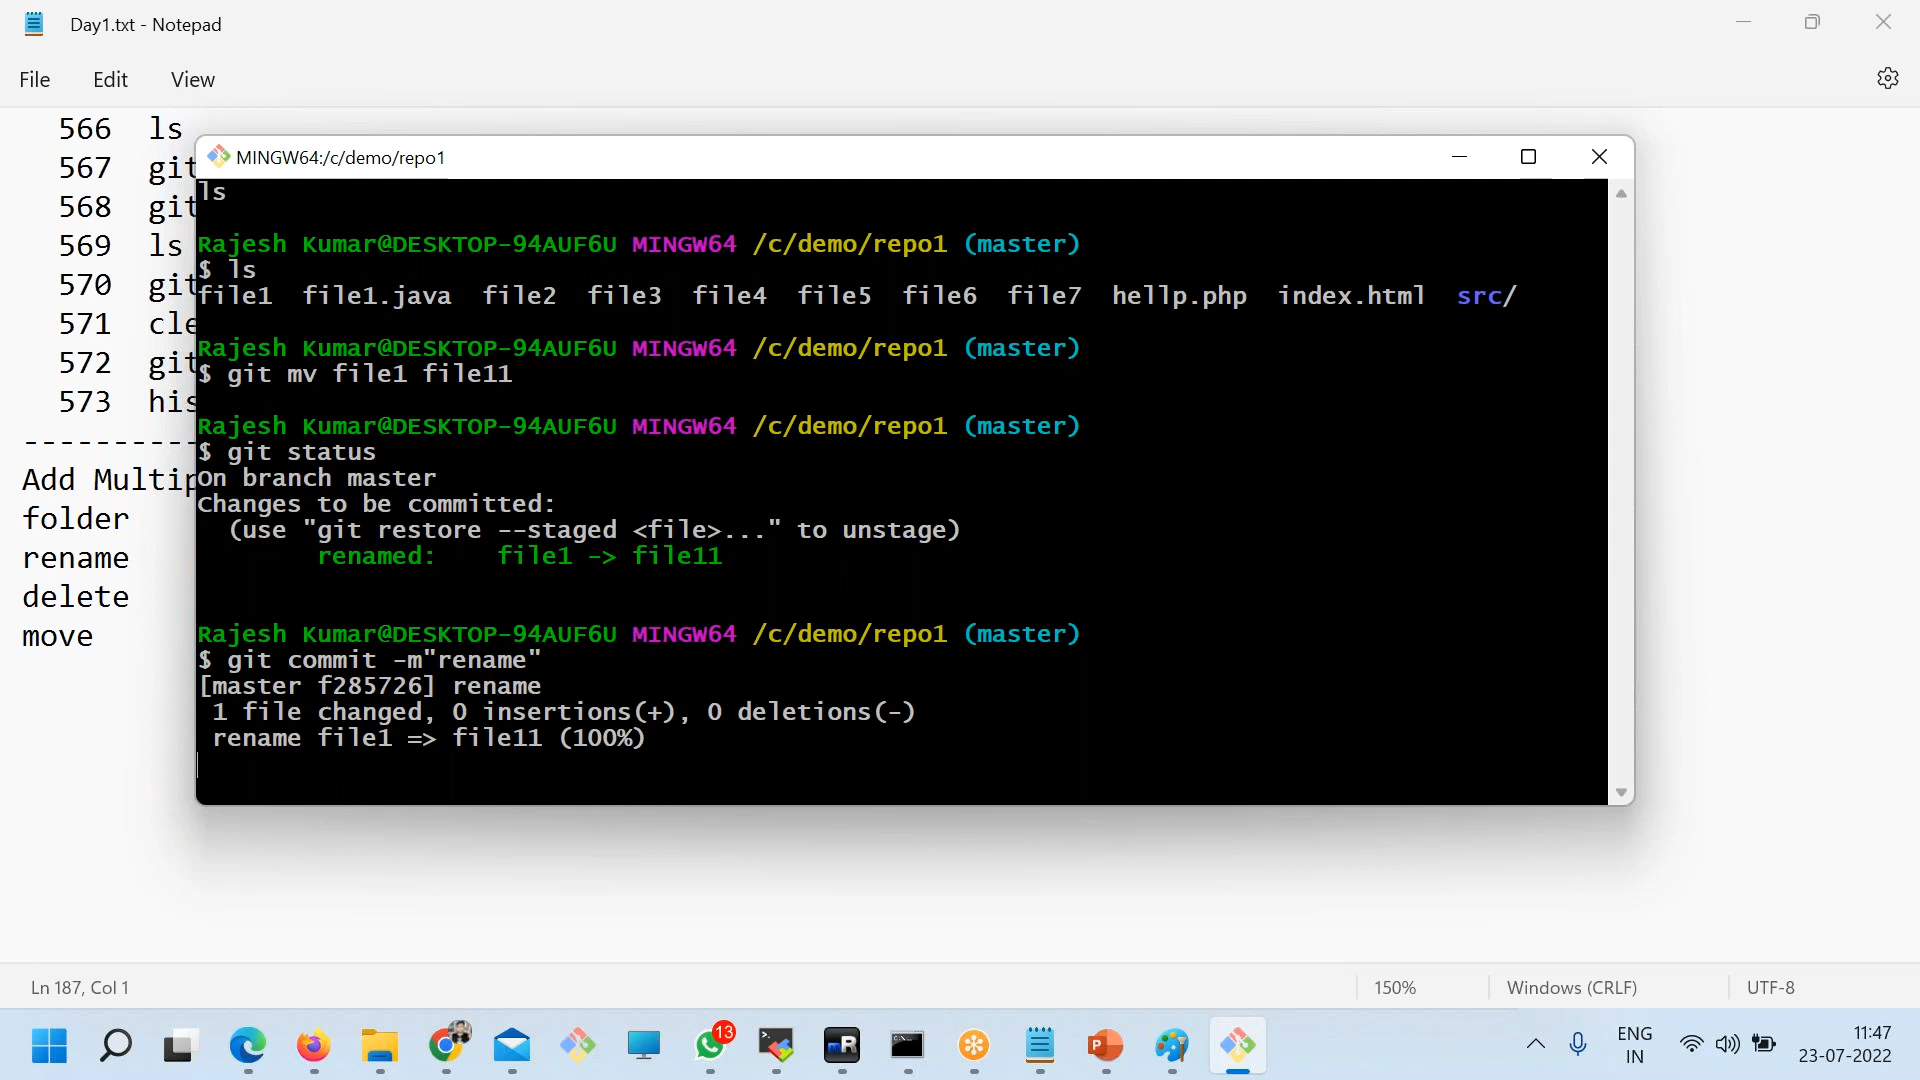 Day1.txt - Notepad
File Edit View
566 ls
567 git
568 git
569 ls
570 git
571 cle
572 git
573 his
----------
Add Multip
folder
rename
delete
move
MINGW64:/c/demo/repo1
ls
Rajesh Kumar@DESKTOP-94AUF6U MINGW64 /c/demo/repo1 (master)
$ ls
file1 file1.java file2 file3 file4 file5 file6 file7 hellp.php index.html src/
Rajesh Kumar@DESKTOP-94AUF6U MINGW64 /c/demo/repo1 (master)
$ git mv file1 file11
Rajesh Kumar@DESKTOP-94AUF6U MINGW64 /c/demo/repo1 (master)
$ git status
On branch master
Changes to be committed:
(use "git restore --staged <file>..." to unstage)
renamed: file1 -> file11
Rajesh Kumar@DESKTOP-94AUF6U MINGW64 /c/demo/repo1 (master)
$ git commit -m"rename"
[master f285726] rename
1 file changed, 0 insertions(+), 0 deletions(-)
rename file1 => file11 (100%)
Ln 187, Col 1
150%
Windows (CRLF)
UTF-8
13
ENG
IN
11:47
23-07-2022